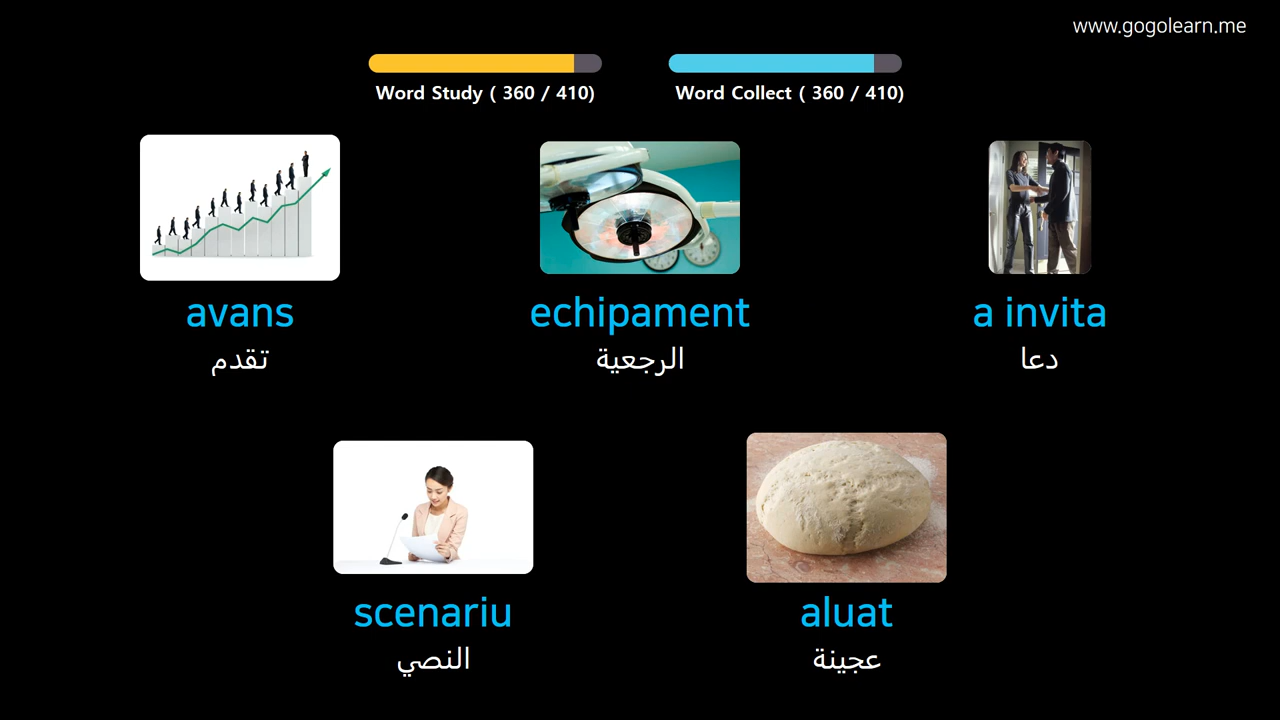 www.gogolearn.me
Word Study ( 360 / 410)
Word Collect ( 360 / 410)
avans
تقدم
echipament
الرجعية
a invita
دعا
scenariu
النصي
aluat
عجينة